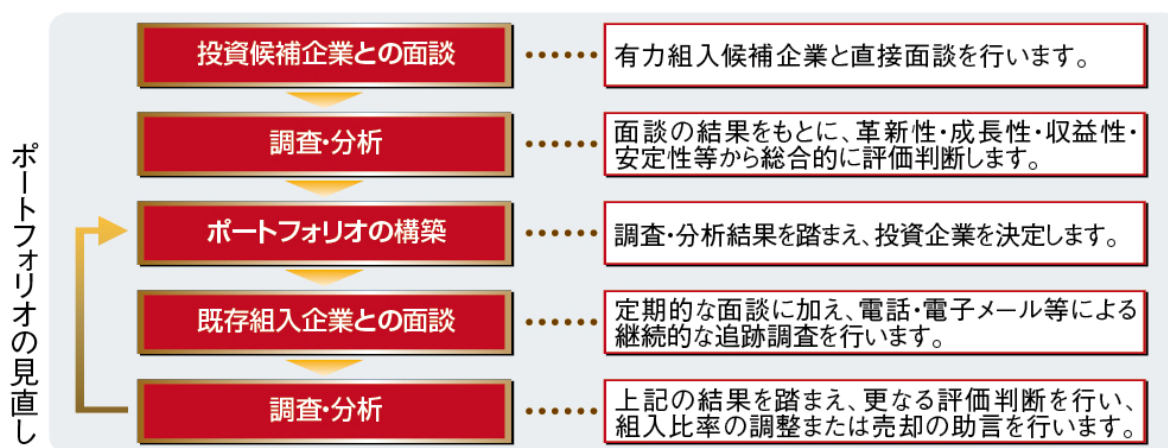 投資候補企業との面談
有力組入候補企業と直接面談を行います。
調査・分析
面談の結果をもとに、革新性・成長性・収益性・
安定性等から総合的に評価判断します。
ポートフォリオの構築
調査・分析結果を踏まえ、投資企業を決定します。
既存組入企業との面談
定期的な面談に加え、電話・電子メール等による
継続的な追跡調査を行います。
調査・分析
上記の結果を踏まえ、更なる評価判断を行い、
組入比率の調整または売却の助言を行います。
ポートフォリオの見直し